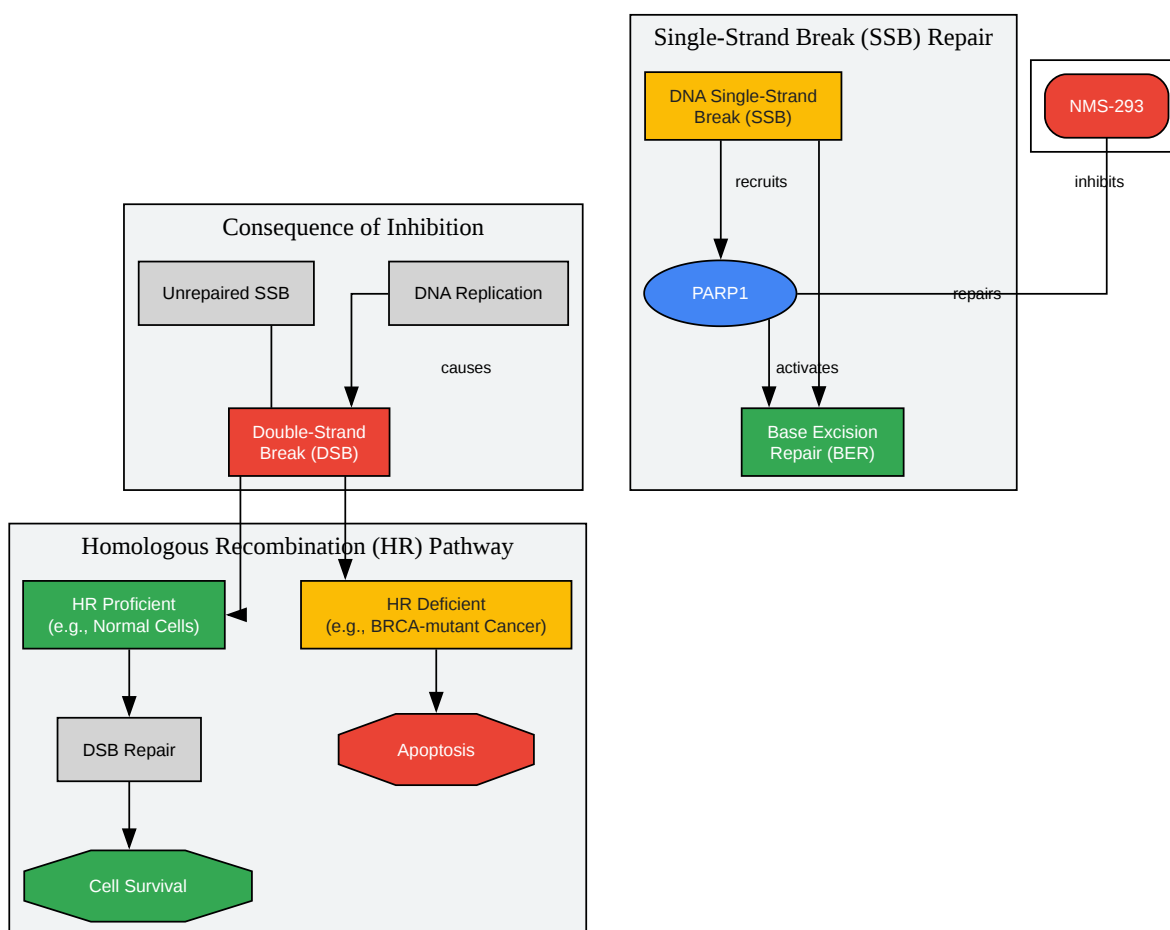 Single-Strand Break (SSB) Repair
DNA Single-Strand
Break (SSB)
NMS-293
recruits
inhibits
Consequence of Inhibition
Unrepaired SSB
DNA Replication
PARP1
repairs
causes
activates
Double-Strand
Break (DSB)
Base Excision
Repair (BER)
Homologous Recombination (HR) Pathway
HR Proficient
(e.g., Normal Cells)
HR Deficient
(e.g., BRCA-mutant Cancer)
DSB Repair
Apoptosis
Cell Survival